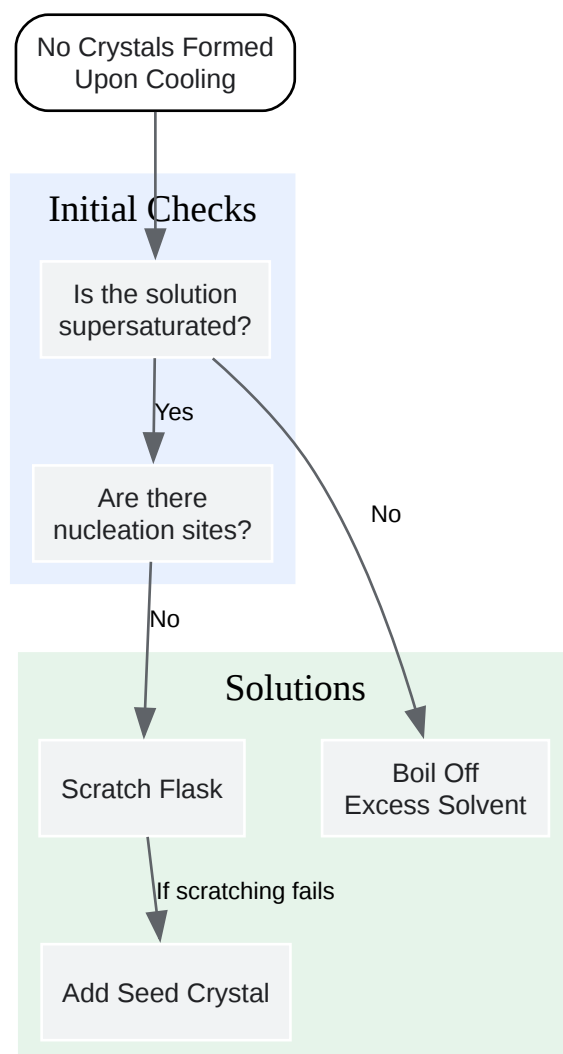 No Crystals Formed
Upon Cooling
Initial Checks
Is the solution
supersaturated?
Yes
Are there
nucleation sites?
No
No
Solutions
Scratch Flask
Boil Off
Excess Solvent
If scratching fails
Add Seed Crystal